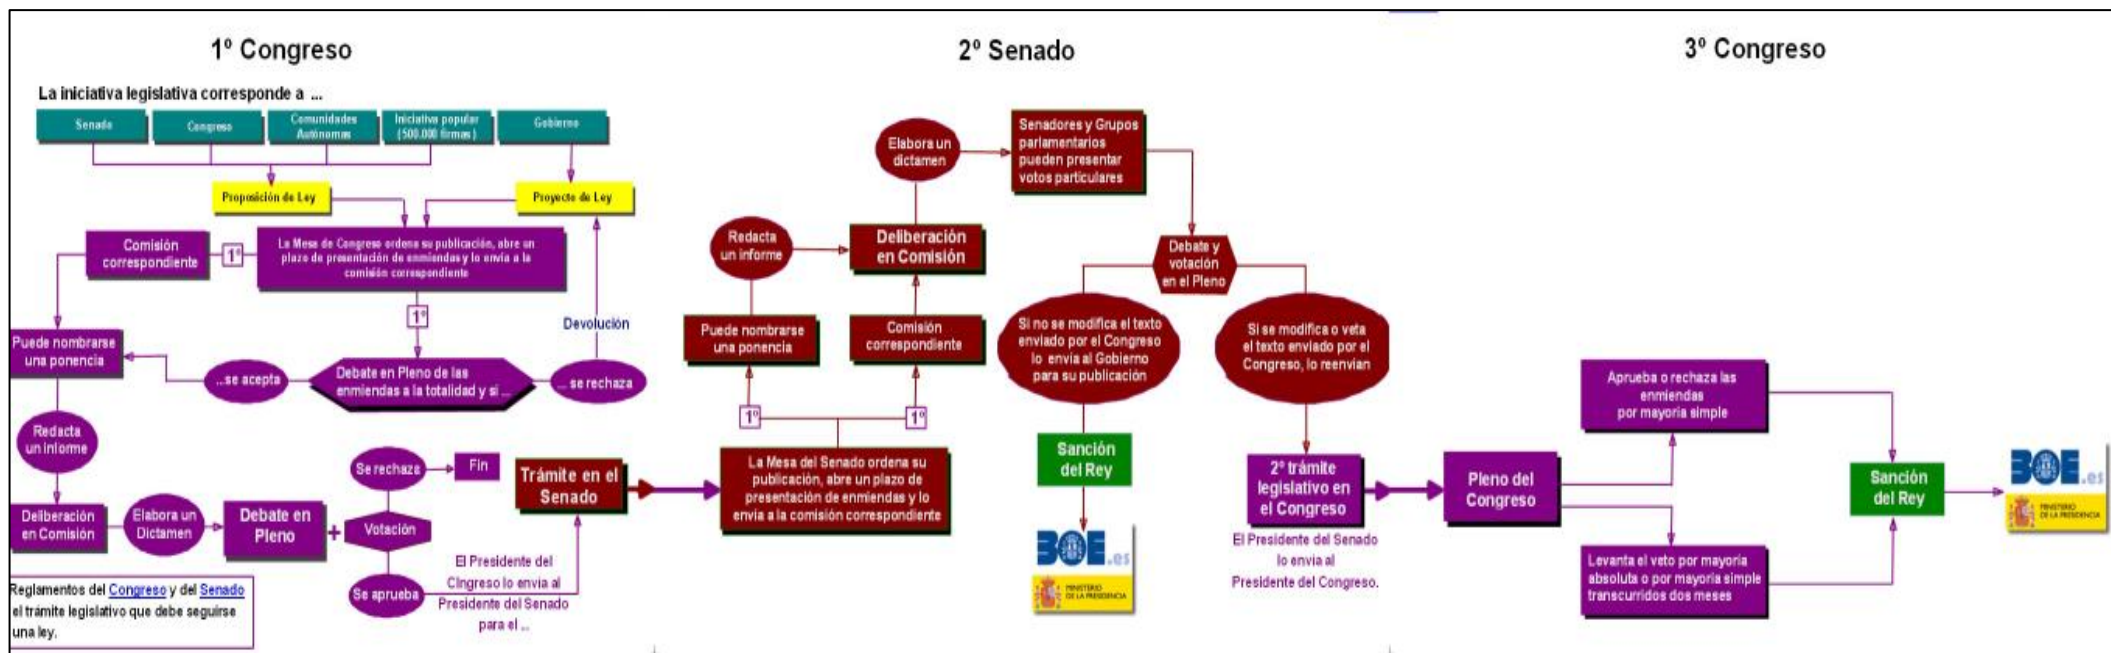 1º Congreso
La iniciativa legislativa corresponde a ...
Senado
Congreso
Comunidades
Autónomas
Iniciativa popular
(500.000 firmas)
Gobierno
Proposición de Ley
Proyecto de Ley
Comisión
correspondiente
1º
La Mesa de Congreso ordena su publicación, abre un
plazo de presentación de enmiendas y lo envía a la
comisión correspondiente
1º
Devolución
Puede nombrarse
una ponencia
...se acepta
Debate en Pleno de las
enmiendas a la totalidad y si ...
... se rechaza
Redacta
un informe
Deliberación
en Comisión
Elabora un
Dictamen
Debate en
Pleno
+
Votación
Se rechaza
Fin
Se aprueba
El Presidente del
Cingreso lo envia al
Presidente del Senado
para el ...
Trámite en el
Senado
Reglamentos del Congreso y del Senado
el trámite legislativo que debe seguirse
una ley.
2º Senado
La Mesa del Senado ordena su
publicación, abre un plazo de
presentación de enmiendas y lo
envía a la comisión correspondiente
1º
1º
Puede nombrarse
una ponencia
Comisión
correspondiente
Redacta
un informe
Deliberación
en Comisión
Elabora un
dictamen
Senadores y Grupos
parlamentarios
pueden presentar
votos particulares
Debate y
votación
en el Pleno
Si no se modifica el texto
enviado por el Congreso
lo envía al Gobierno
para su publicación
Si se modifica o veta
el texto enviado por el
Congreso, lo reenvian
Sanción
del Rey
BOE.es
MINISTERIO
DE LA PRESIDENCIA
2º trámite
legislativo en
el Congreso
El Presidente del Senado
lo envia al
Presidente del Congreso.
3º Congreso
Pleno del
Congreso
Aprueba o rechaza las
enmiendas
por mayoría simple
Levanta el veto por mayoría
absoluta o por mayoría simple
transcurridos dos meses
Sanción
del Rey
BOE.es
MINISTERIO
DE LA PRESIDENCIA